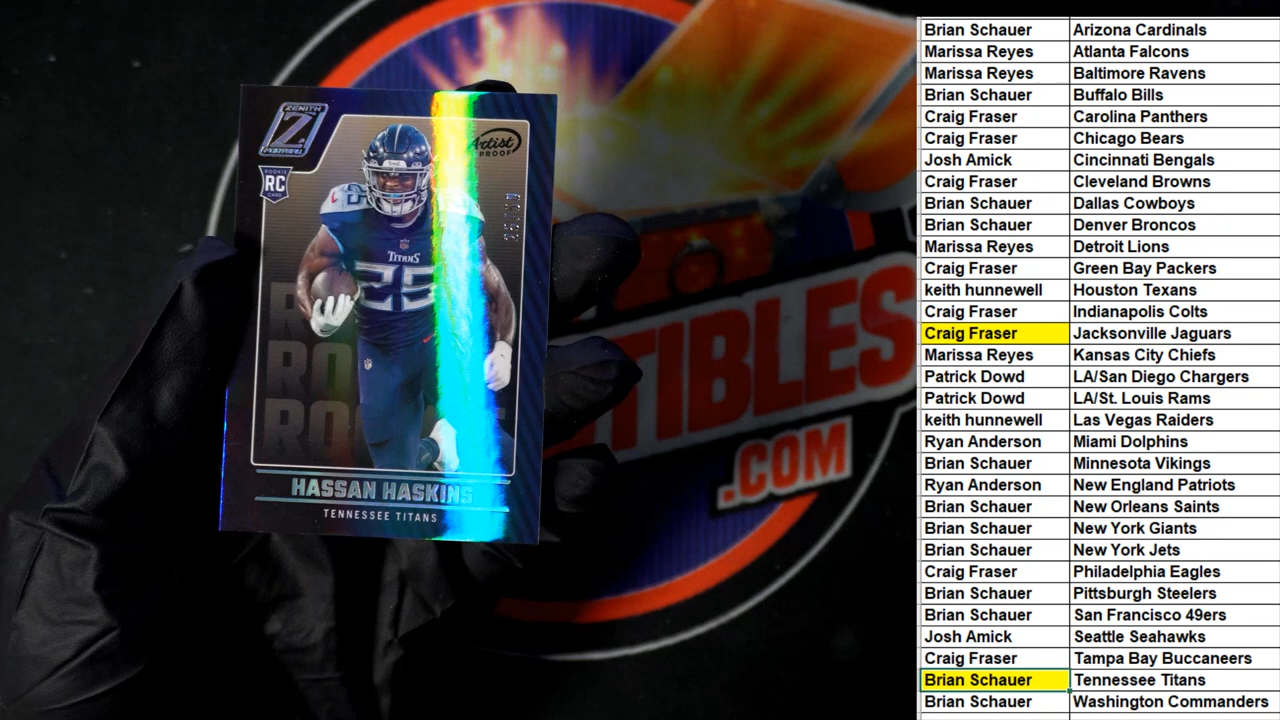 ZENITH
Z
FOOTBALL
ROOKIE
RC
CARD
Artist
PROOF
TITANS
25
HASSAN HASKINS
TENNESSEE TITANS
TIBLES
.COM
Brian Schauer Arizona Cardinals
Marissa Reyes Atlanta Falcons
Marissa Reyes Baltimore Ravens
Brian Schauer Buffalo Bills
Craig Fraser Carolina Panthers
Craig Fraser Chicago Bears
Josh Amick Cincinnati Bengals
Craig Fraser Cleveland Browns
Brian Schauer Dallas Cowboys
Brian Schauer Denver Broncos
Marissa Reyes Detroit Lions
Craig Fraser Green Bay Packers
keith hunnewell Houston Texans
Craig Fraser Indianapolis Colts
Craig Fraser Jacksonville Jaguars
Marissa Reyes Kansas City Chiefs
Patrick Dowd LA/San Diego Chargers
Patrick Dowd LA/St. Louis Rams
keith hunnewell Las Vegas Raiders
Ryan Anderson Miami Dolphins
Brian Schauer Minnesota Vikings
Ryan Anderson New England Patriots
Brian Schauer New Orleans Saints
Brian Schauer New York Giants
Brian Schauer New York Jets
Craig Fraser Philadelphia Eagles
Brian Schauer Pittsburgh Steelers
Brian Schauer San Francisco 49ers
Josh Amick Seattle Seahawks
Craig Fraser Tampa Bay Buccaneers
Brian Schauer Tennessee Titans
Brian Schauer Washington Commanders